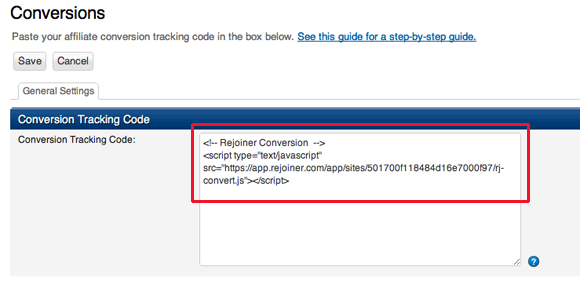 Conversions
Paste your affiliate conversion tracking code in the box below. See this guide for a step-by-step guide.
Save Cancel
General Settings
Conversion Tracking Code
Conversion Tracking Code:
<!-- Rejoiner Conversion -->
<script type="text/javascript"
src="https://app.rejoiner.com/app/sites/501700f118484d16e7000f97/rj-
convert.js"></script>
?